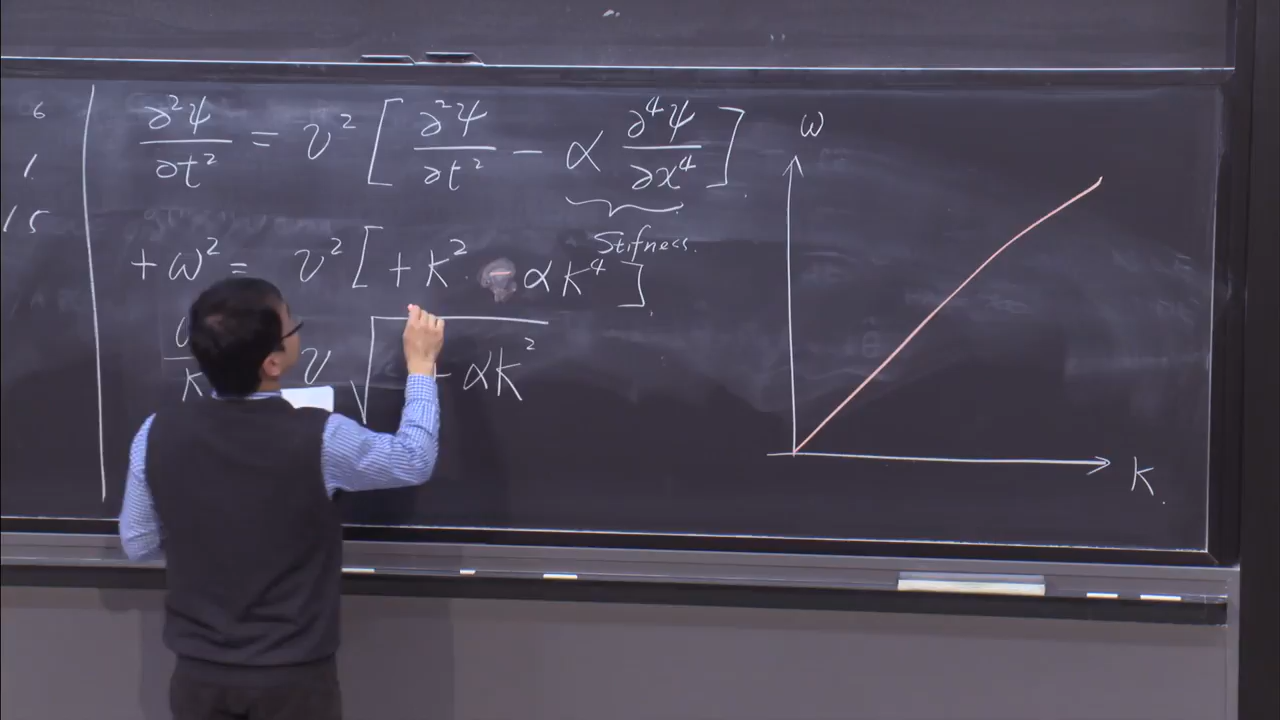 6
1.
15
∂²ψ/∂t² = v² [ ∂²ψ/∂t² - α ∂⁴ψ/∂x⁴ ] .
Stifness.
+ω² = v² [ +k² - αk⁴ ] .
k v √ - αk²
ω
k .